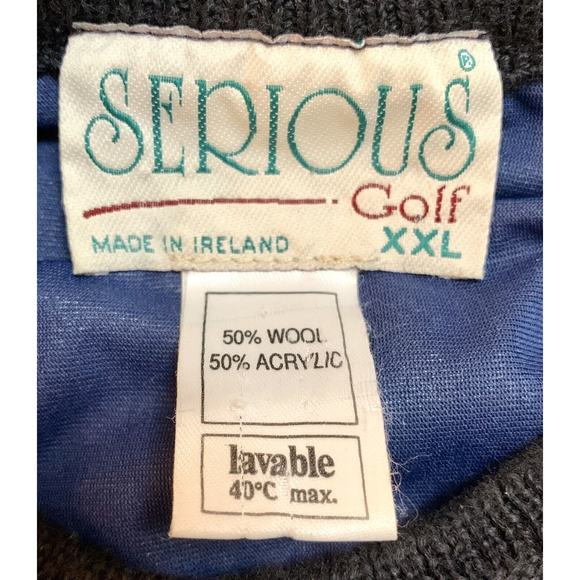 SERIOUS®
Golf
MADE IN IRELAND XXL
50% WOOL
50% ACRYLIC
lavable
40°C max.